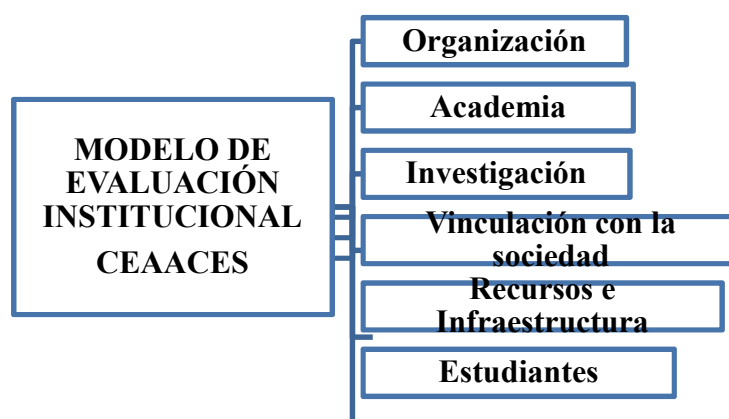 MODELO DE
EVALUACIÓN
INSTITUCIONAL
CEAACES
Organización
Academia
Investigación
Vinculación con la
sociedad
Recursos e
Infraestructura
Estudiantes